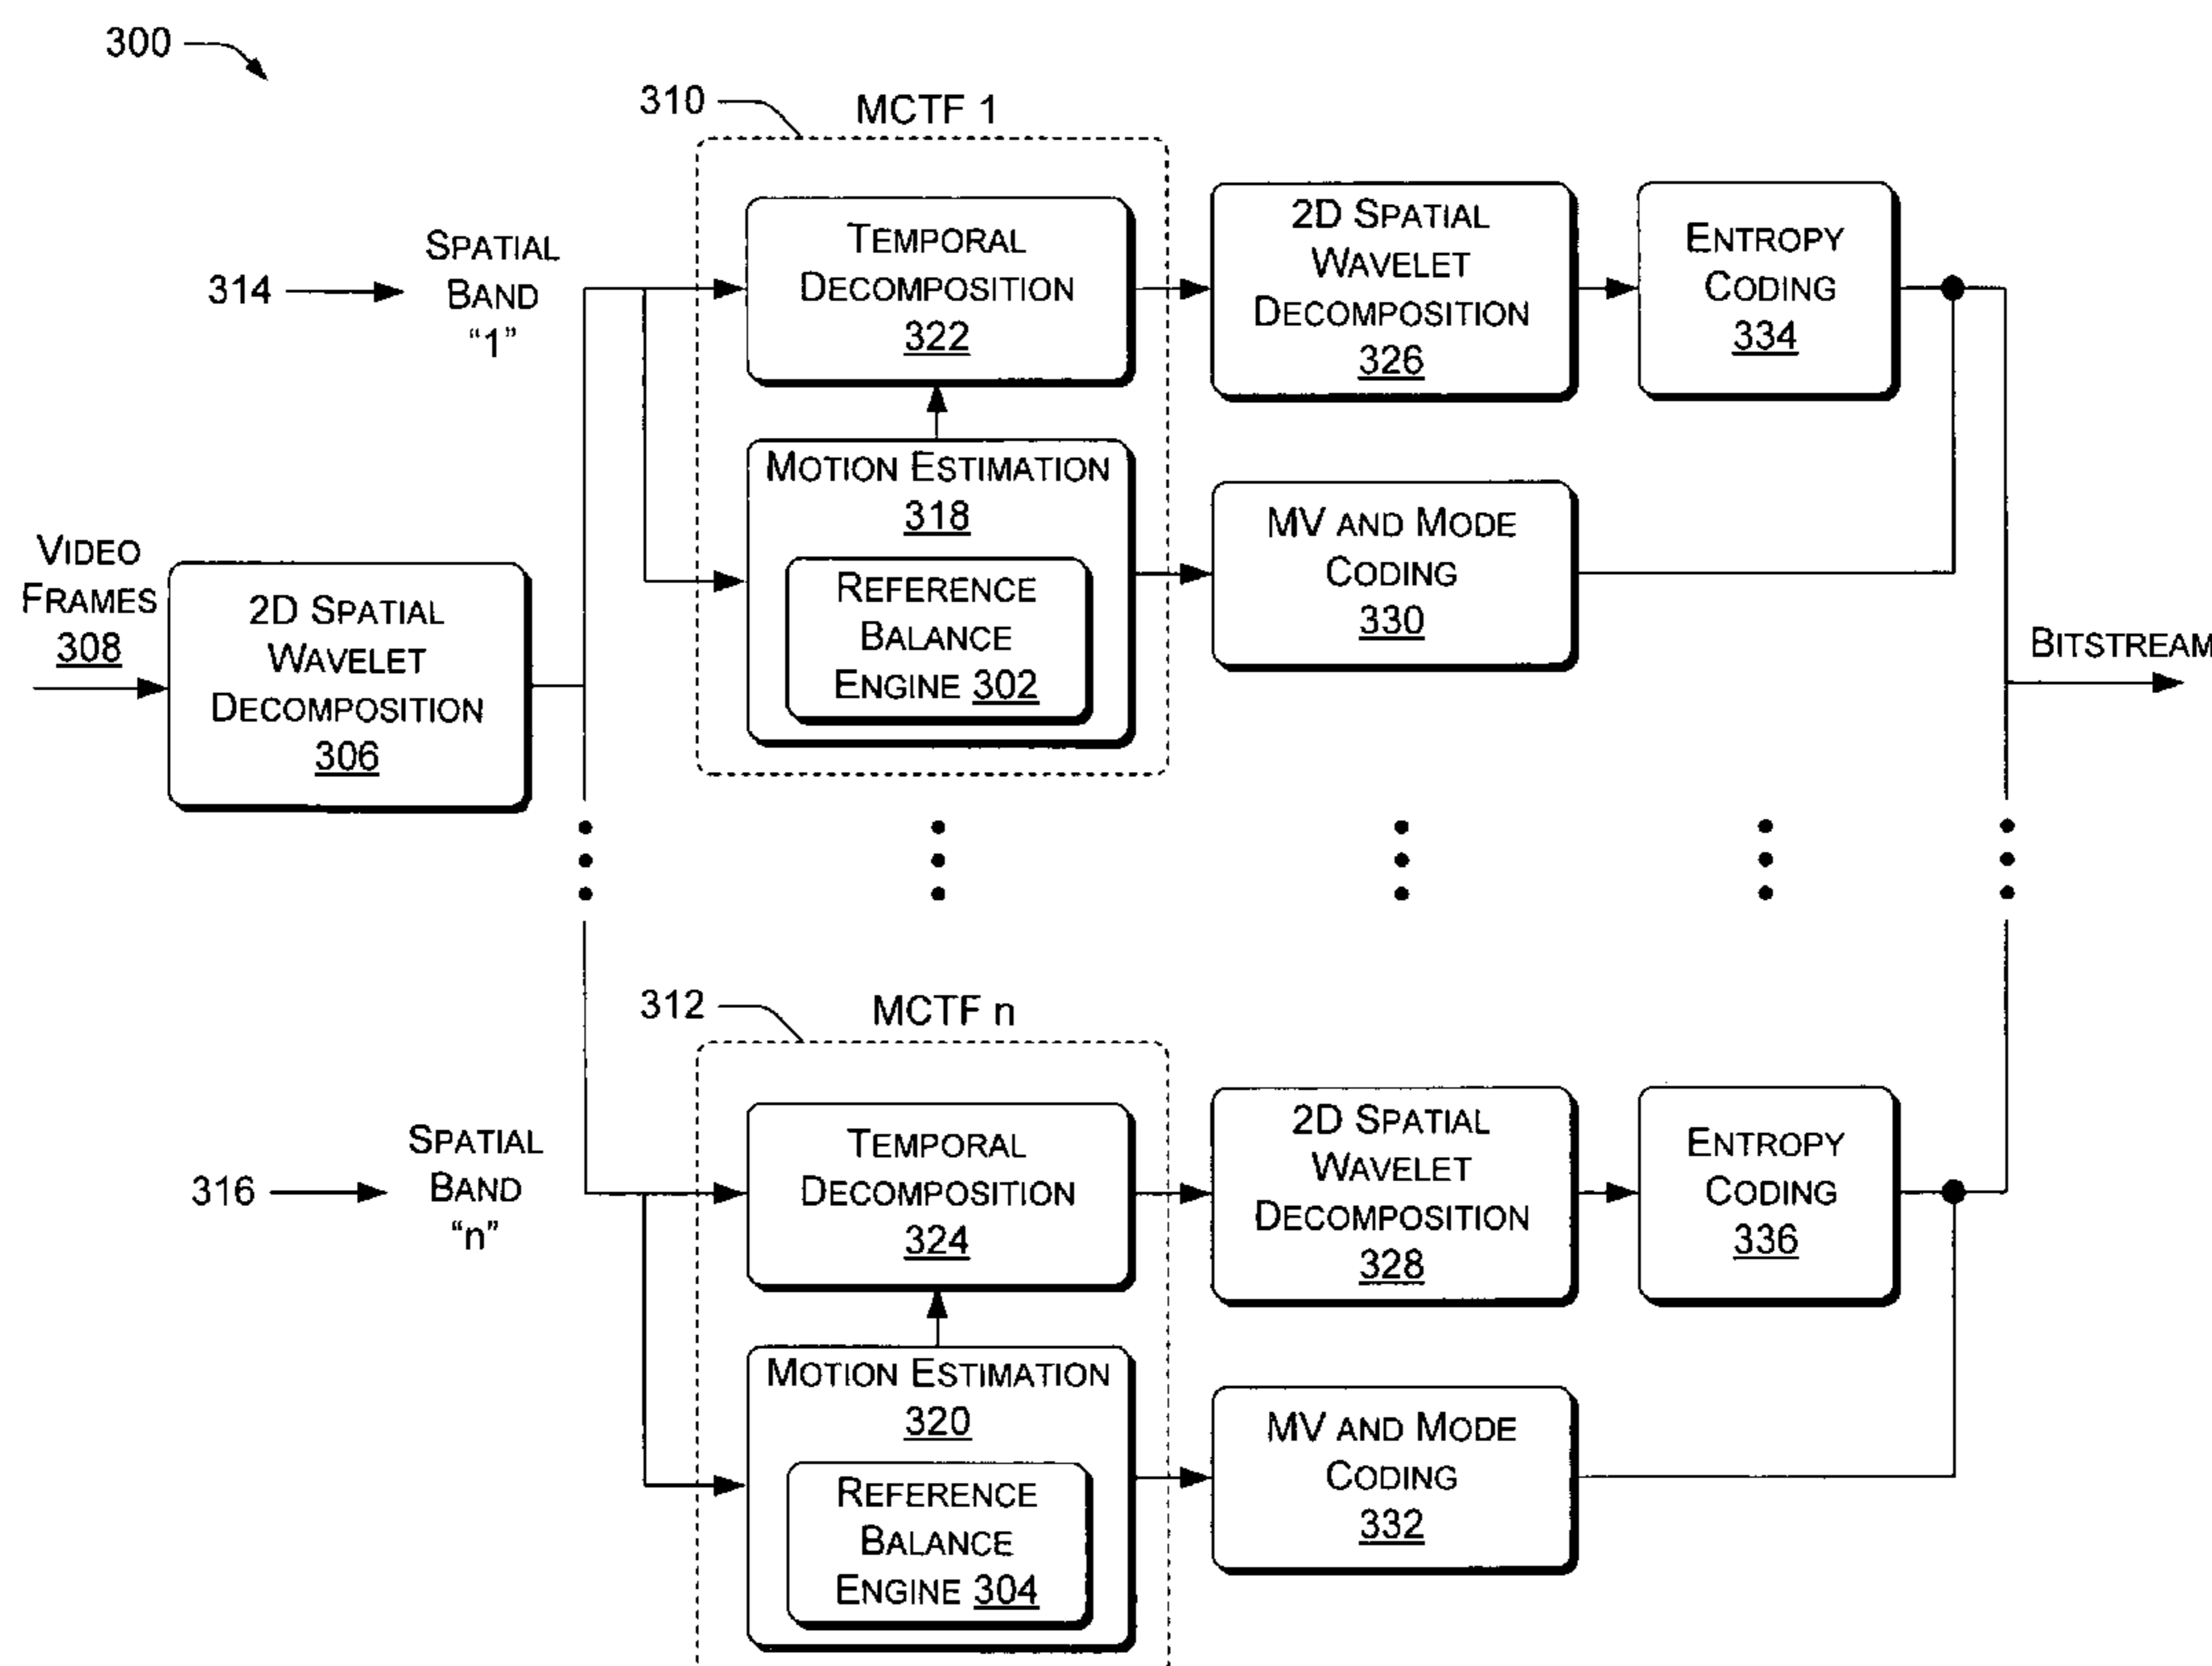 300
310
MCTF 1
314
SPATIAL
BAND
“1”
TEMPORAL
DECOMPOSITION
322
2D SPATIAL
WAVELET
DECOMPOSITION
326
ENTROPY
CODING
334
MOTION ESTIMATION
318
REFERENCE
BALANCE
ENGINE 302
MV AND MODE
CODING
330
VIDEO
FRAMES
308
2D SPATIAL
WAVELET
DECOMPOSITION
306
BITSTREAM
312
MCTF n
316
SPATIAL
BAND
“n”
TEMPORAL
DECOMPOSITION
324
2D SPATIAL
WAVELET
DECOMPOSITION
328
ENTROPY
CODING
336
MOTION ESTIMATION
320
REFERENCE
BALANCE
ENGINE 304
MV AND MODE
CODING
332